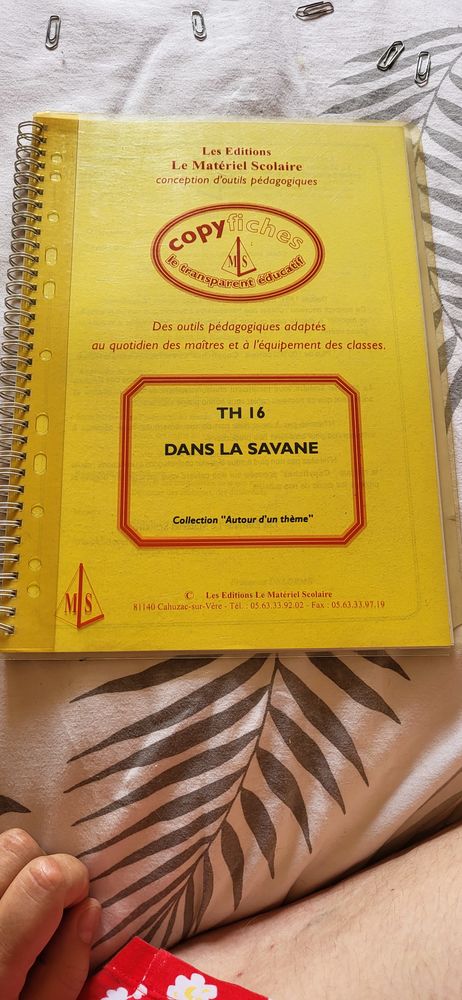 Les Editions
Le Matériel Scolaire
conception d'outils pédagogiques
copyfiches
MLS
le transparent éducatif
Des outils pédagogiques adaptés
au quotidien des maîtres et à l'équipement des classes.
TH 16
DANS LA SAVANE
Collection "Autour d'un thème"
MLS
© Les Editions Le Matériel Scolaire
81140 Cahuzac-sur-Vère - Tél. : 05.63.33.92.02 - Fax : 05.63.33.97.19